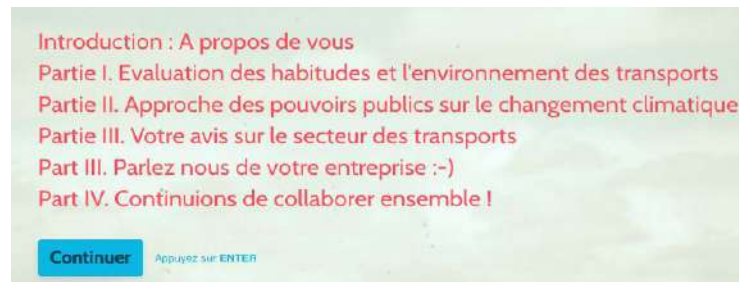 Introduction : A propos de vous
Partie I. Evaluation des habitudes et l'environnement des transports
Partie II. Approche des pouvoirs publics sur le changement climatique
Partie III. Votre avis sur le secteur des transports
Part III. Parlez nous de votre entreprise :-)
Part IV. Continuions de collaborer ensemble !
Continuer Appuyez sur ENTER